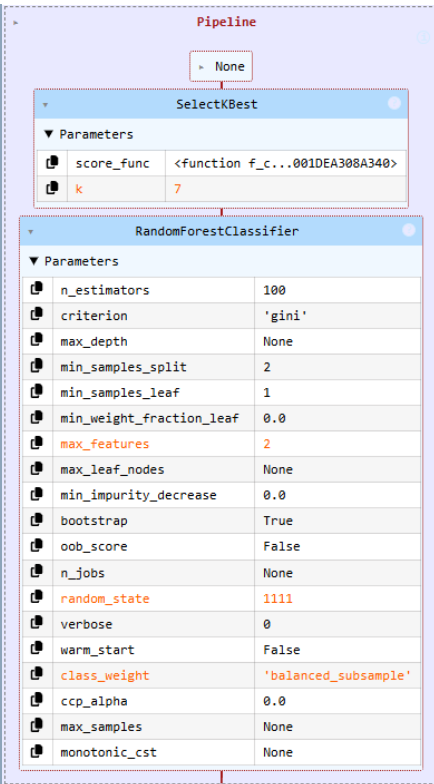 Pipeline
None
SelectKBest
▼ Parameters
score_func <function f_c...001DEA308A340>
k 7
RandomForestClassifier
▼ Parameters
n_estimators 100
criterion 'gini'
max_depth None
min_samples_split 2
min_samples_leaf 1
min_weight_fraction_leaf 0.0
max_features 2
max_leaf_nodes None
min_impurity_decrease 0.0
bootstrap True
oob_score False
n_jobs None
random_state 1111
verbose 0
warm_start False
class_weight 'balanced_subsample'
ccp_alpha 0.0
max_samples None
monotonic_cst None